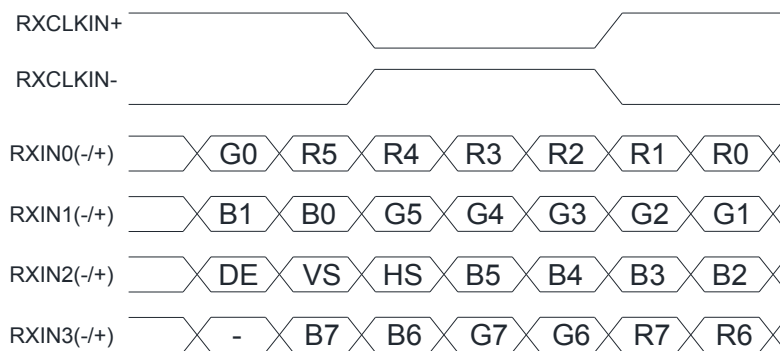 RXCLKIN+
RXCLKIN-
RXIN0(-/+) G0 R5 R4 R3 R2 R1 R0
RXIN1(-/+) B1 B0 G5 G4 G3 G2 G1
RXIN2(-/+) DE VS HS B5 B4 B3 B2
RXIN3(-/+) - B7 B6 G7 G6 R7 R6